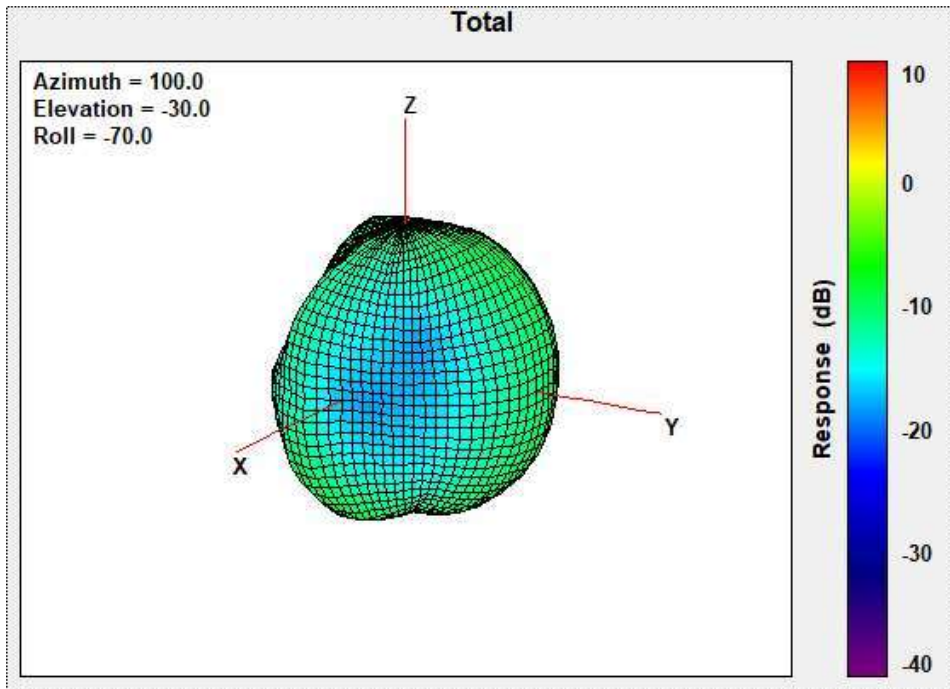 Total
Azimuth = 100.0
Elevation = -30.0
Roll = -70.0
Z
X
Y
10
0
-10
-20
-30
-40
Response (dB)